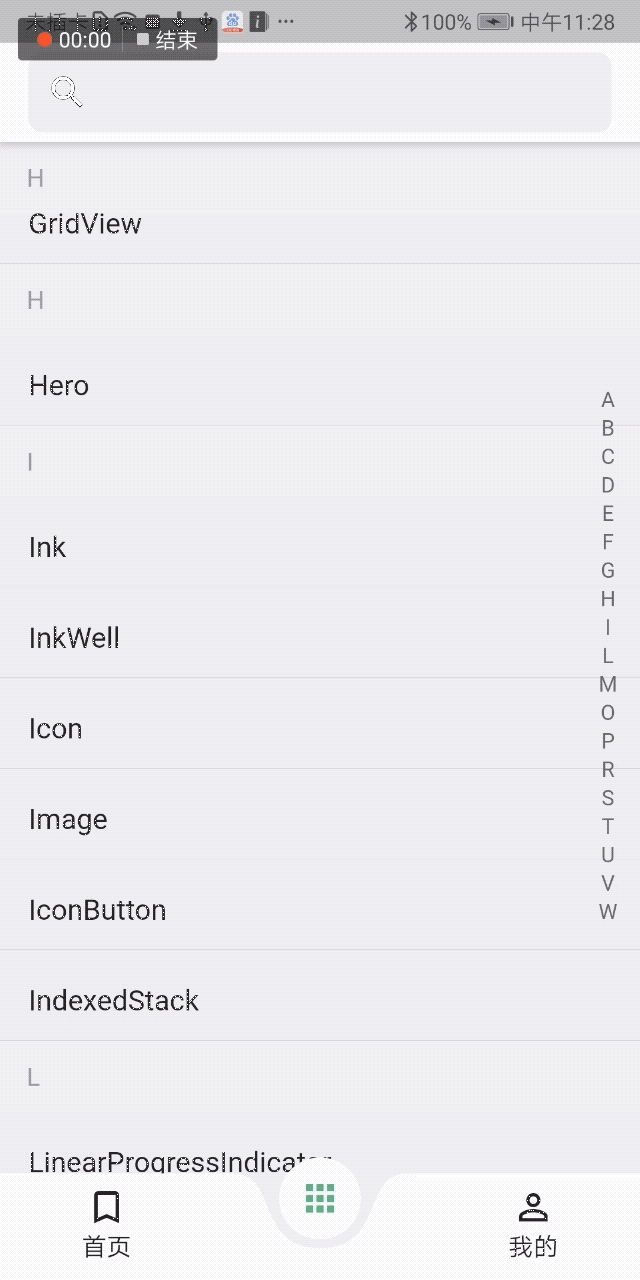 未插卡 100% 中午11:28
00:00 结束
H
GridView
H
Hero
I
Ink
InkWell
Icon
Image
IconButton
IndexedStack
L
LinearProgressIndicator
A
B
C
D
E
F
G
H
I
L
M
O
P
R
S
T
U
V
W
首页
我的